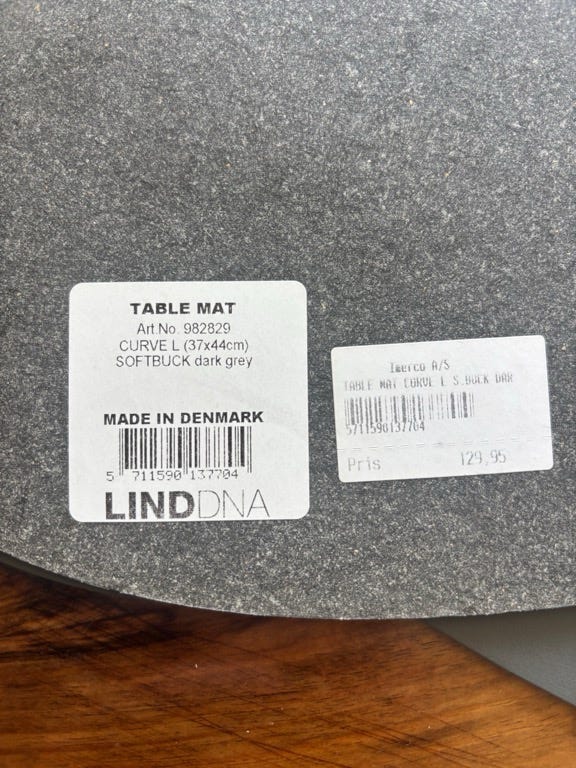 TABLE MAT
Art.No. 982829
CURVE L (37x44cm)
SOFTBUCK dark grey
MADE IN DENMARK
5 711590 137704
LINDDNA
Imerco A/S
TABLE MAT CURVE L S.BUCK DAR
5711590137704
Pris 129,95